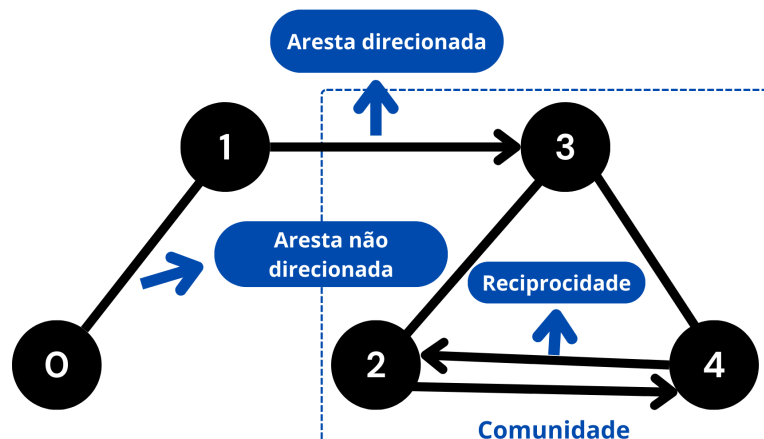 Aresta direcionada
1
3
Aresta não
direcionada
Reciprocidade
0
2
4
Comunidade